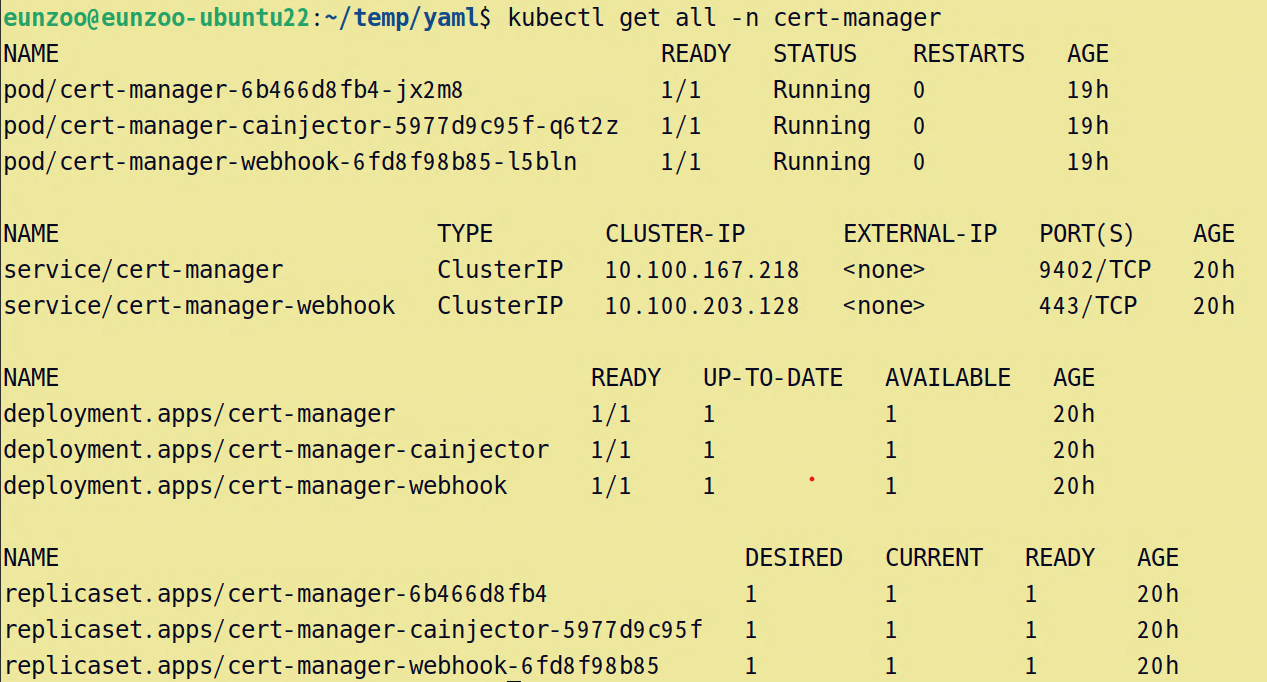 eunzoo@eunzoo-ubuntu22:~/temp/yaml$ kubectl get all -n cert-manager
NAME READY STATUS RESTARTS AGE
pod/cert-manager-6b466d8fb4-jx2m8 1/1 Running 0 19h
pod/cert-manager-cainjector-5977d9c95f-q6t2z 1/1 Running 0 19h
pod/cert-manager-webhook-6fd8f98b85-l5bln 1/1 Running 0 19h
NAME TYPE CLUSTER-IP EXTERNAL-IP PORT(S) AGE
service/cert-manager ClusterIP 10.100.167.218 <none> 9402/TCP 20h
service/cert-manager-webhook ClusterIP 10.100.203.128 <none> 443/TCP 20h
NAME READY UP-TO-DATE AVAILABLE AGE
deployment.apps/cert-manager 1/1 1 1 20h
deployment.apps/cert-manager-cainjector 1/1 1 1 20h
deployment.apps/cert-manager-webhook 1/1 1 1 20h
NAME DESIRED CURRENT READY AGE
replicaset.apps/cert-manager-6b466d8fb4 1 1 1 20h
replicaset.apps/cert-manager-cainjector-5977d9c95f 1 1 1 20h
replicaset.apps/cert-manager-webhook-6fd8f98b85 1 1 1 20h